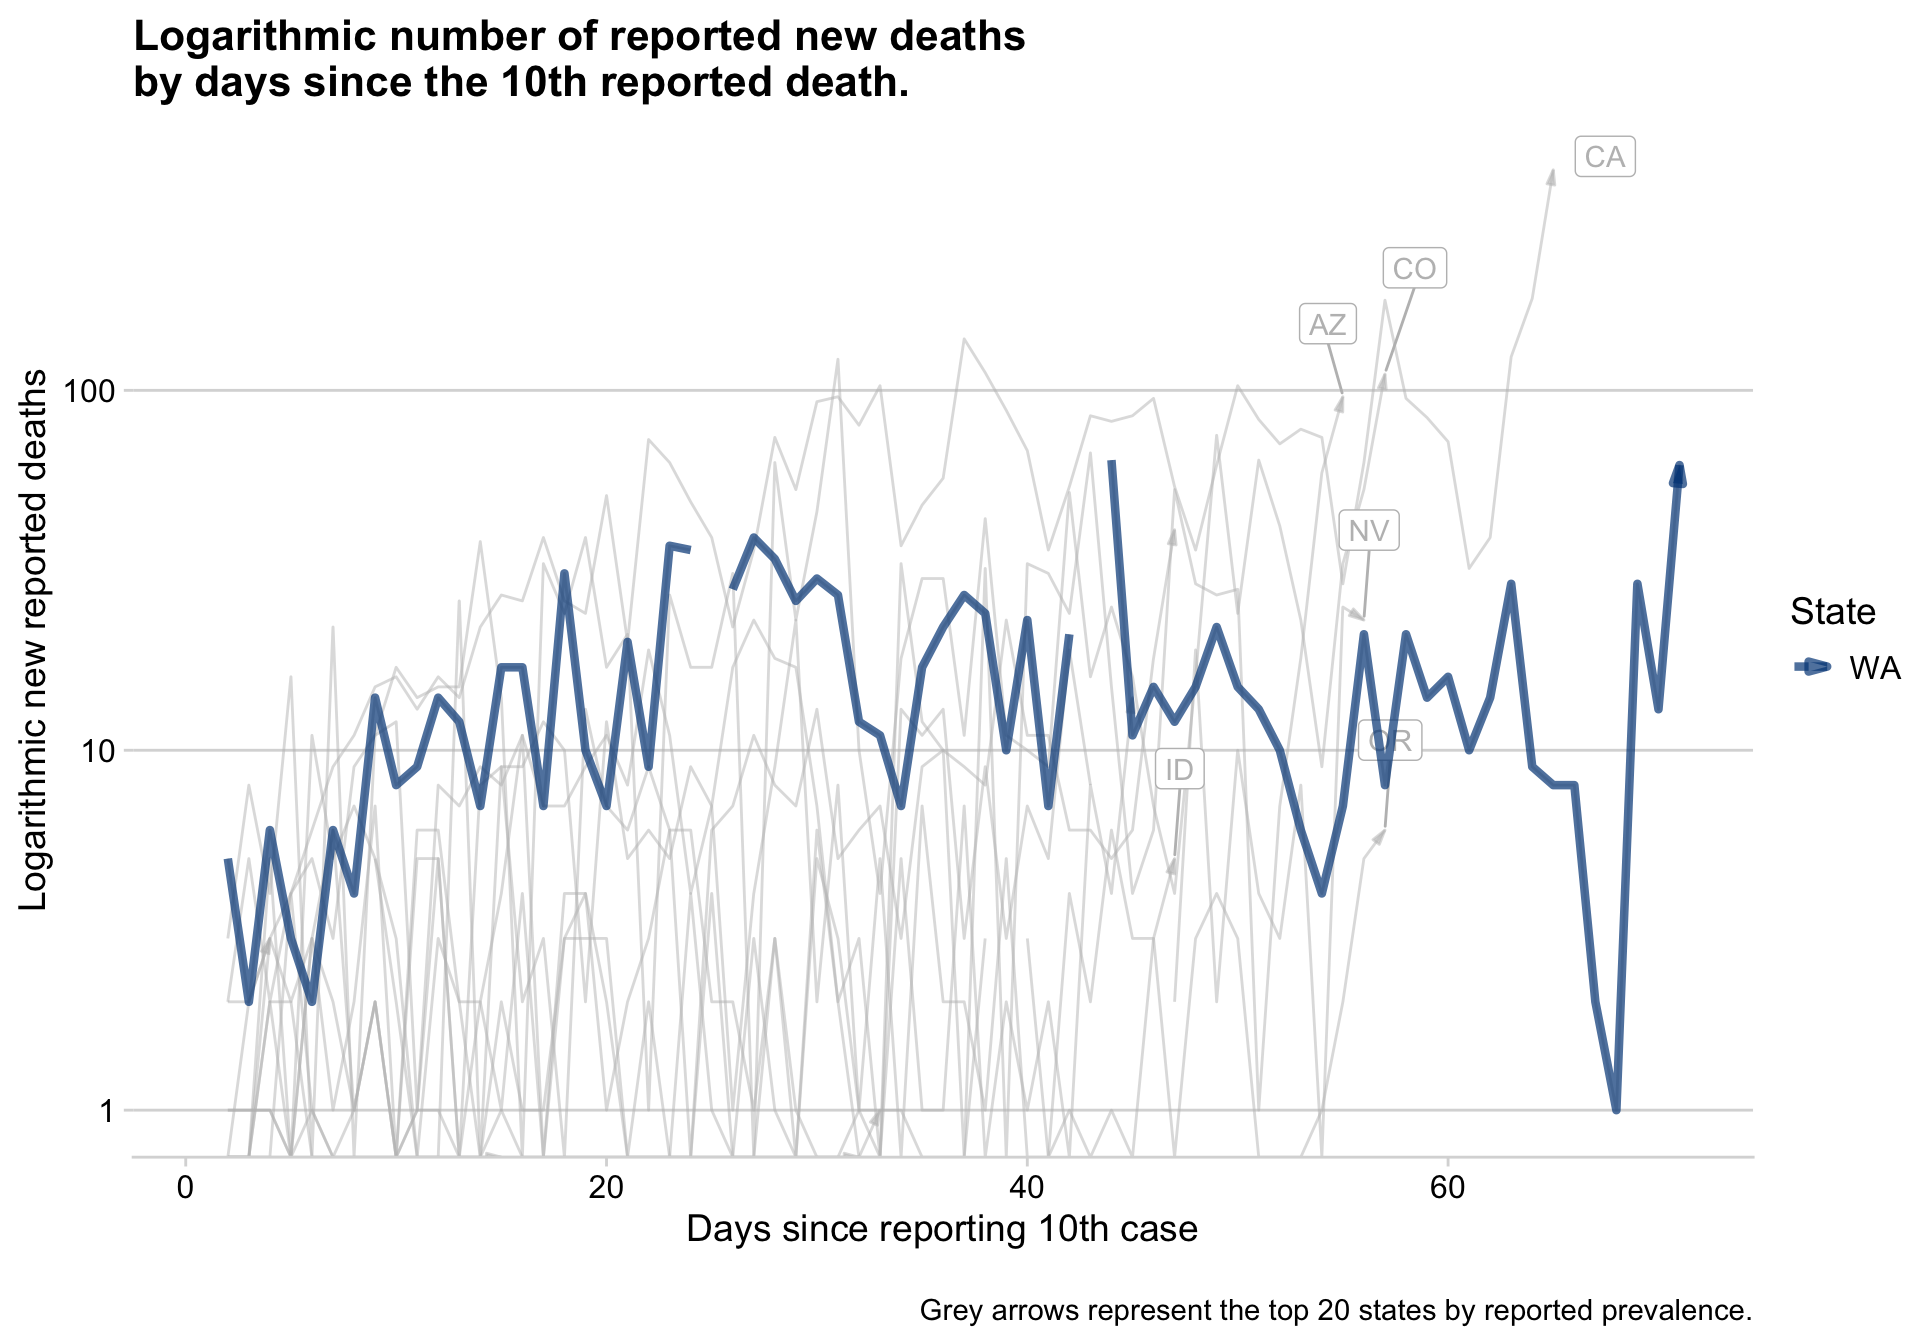 Logarithmic number of reported new deaths
by days since the 10th reported death.
CA
CO
AZ
100
NV
State
WA
OR
10
ID
1
Logarithmic new reported deaths
0 20 40 60
Days since reporting 10th case
Grey arrows represent the top 20 states by reported prevalence.